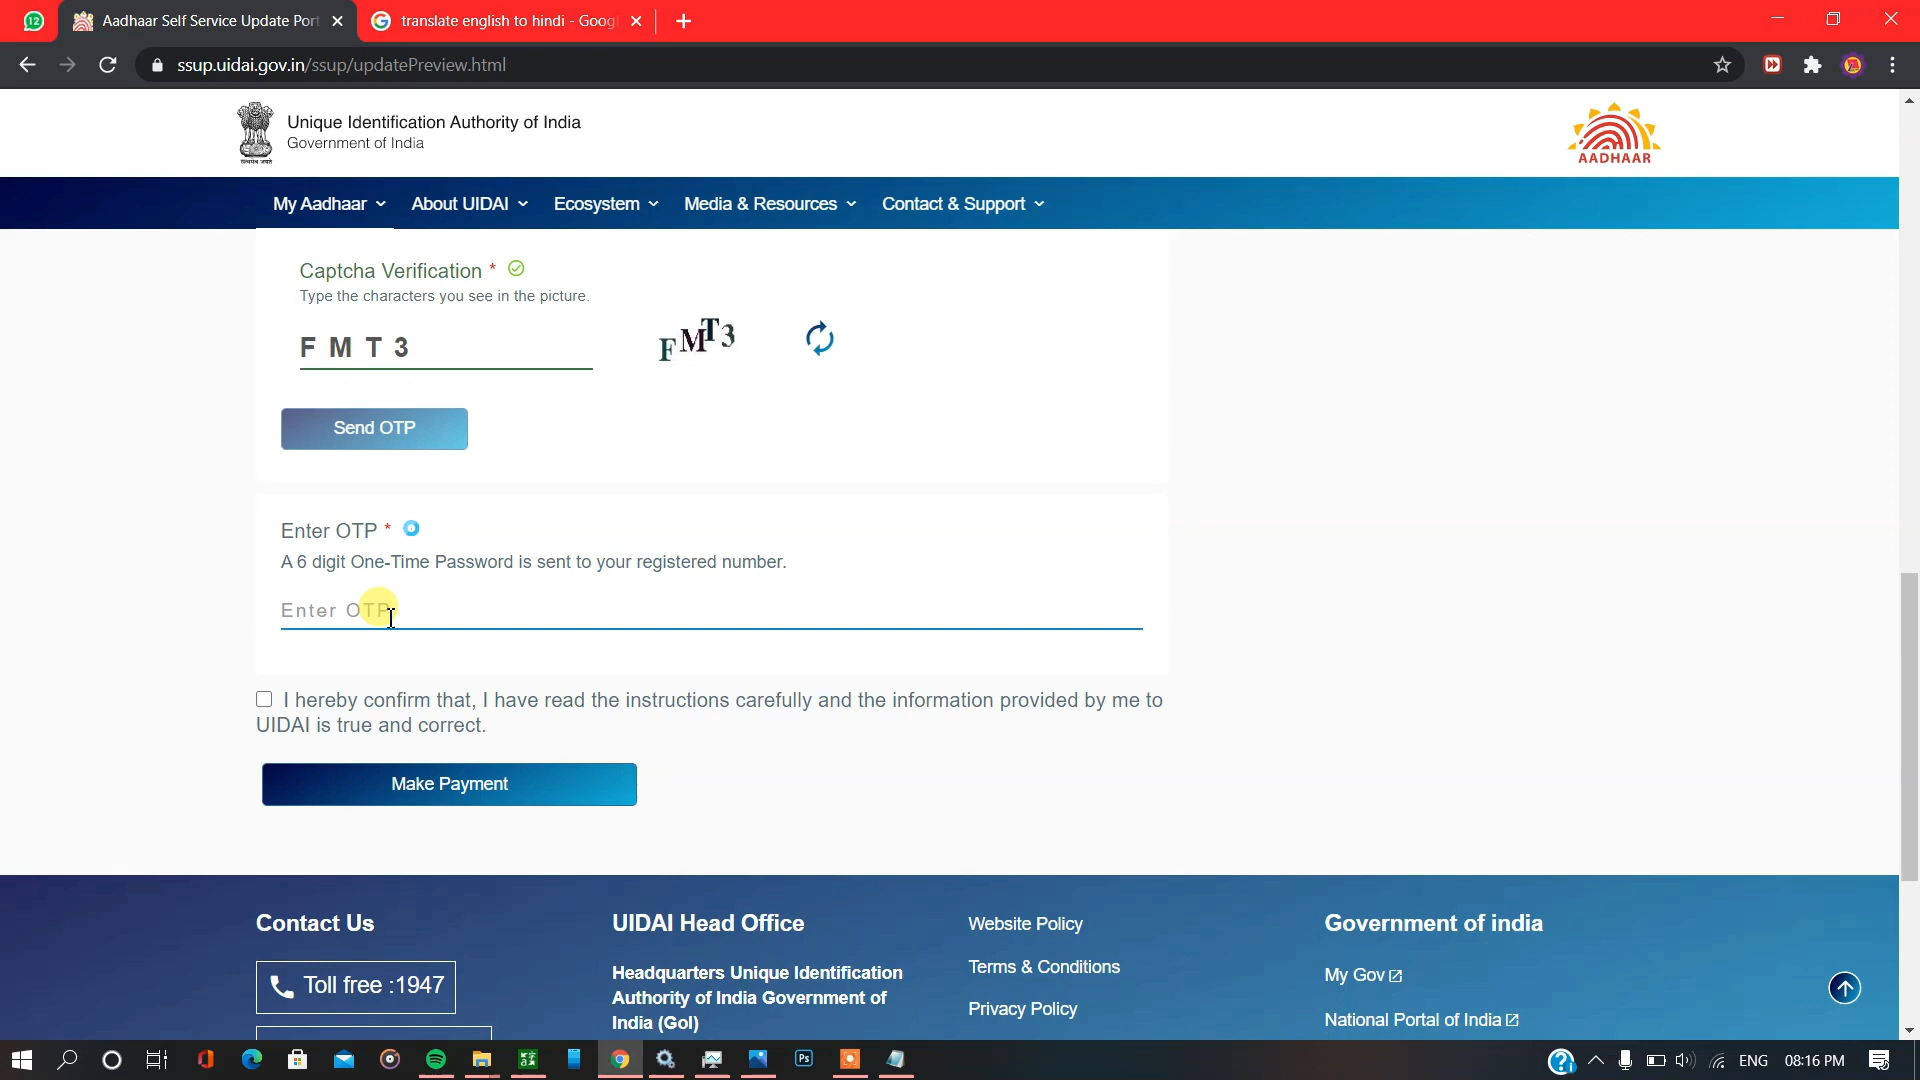 12
Aadhaar Self Service Update Port
translate english to hindi - Goog
ssup.uidai.gov.in/ssup/updatePreview.html
Unique Identification Authority of India
Government of India
AADHAAR
My Aadhaar
About UIDAI
Ecosystem
Media & Resources
Contact & Support
Captcha Verification *
Type the characters you see in the picture.
F M T 3
FMT3
Send OTP
Enter OTP *
A 6 digit One-Time Password is sent to your registered number.
Enter OTP
I hereby confirm that, I have read the instructions carefully and the information provided by me to
UIDAI is true and correct.
Make Payment
Contact Us
UIDAI Head Office
Website Policy
Government of india
Toll free :1947
Headquarters Unique Identification
Authority of India Government of
India (GoI)
Terms & Conditions
Privacy Policy
My Gov
National Portal of India
Ps
ENG
08:16 PM